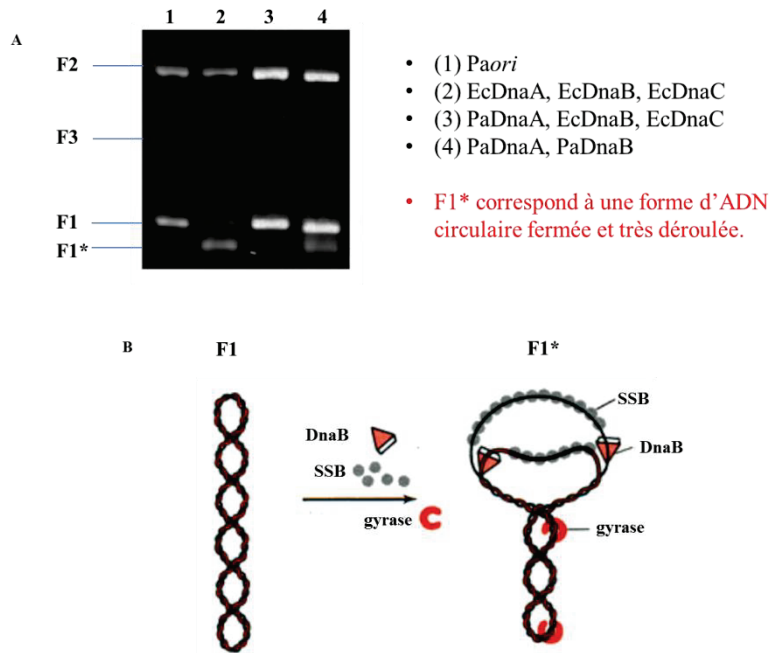 1 2 3 4
A
F2
F3
F1
F1*
• (1) Paori
• (2) EcDnaA, EcDnaB, EcDnaC
• (3) PaDnaA, EcDnaB, EcDnaC
• (4) PaDnaA, PaDnaB
• F1* correspond à une forme d’ADN
circulaire fermée et très déroulée.
B
F1
F1*
DnaB
SSB
gyrase
SSB
DnaB
gyrase